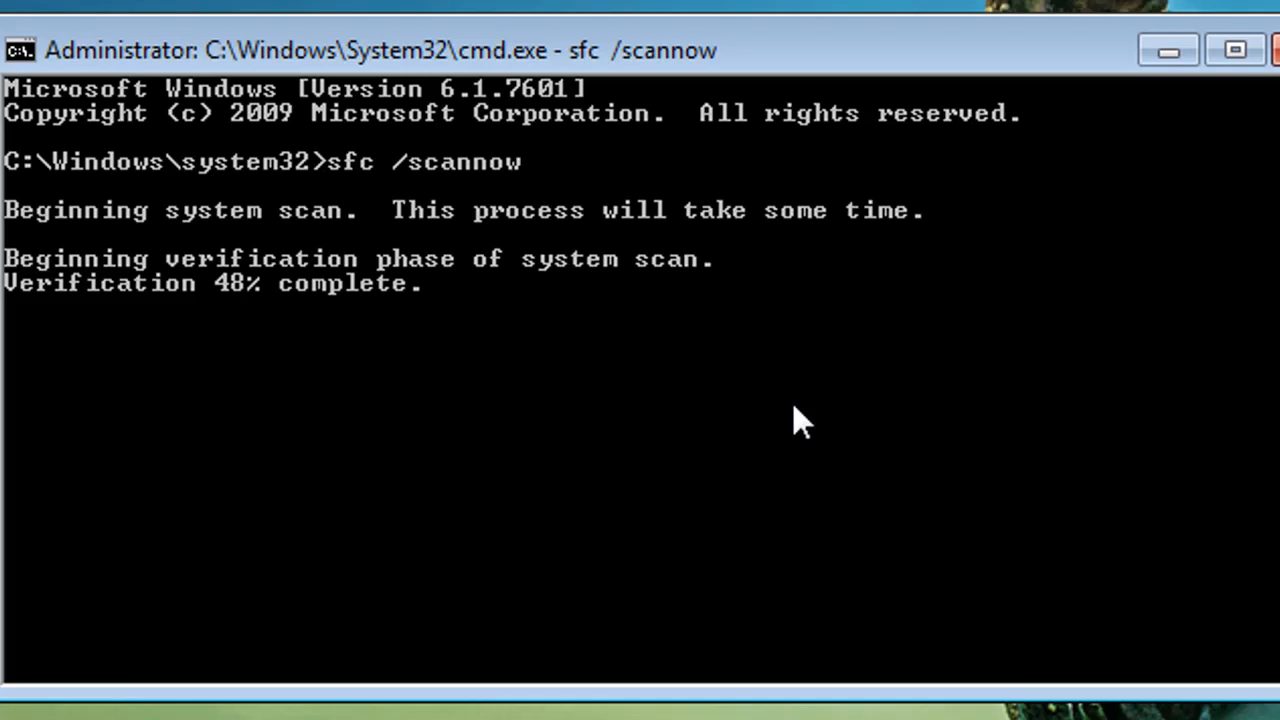 Administrator: C:\Windows\System32\cmd.exe - sfc  /scannow
Microsoft Windows [Version 6.1.7601]
Copyright (c) 2009 Microsoft Corporation.  All rights reserved.
C:\Windows\system32>sfc /scannow
Beginning system scan.  This process will take some time.
Beginning verification phase of system scan.
Verification 48% complete.